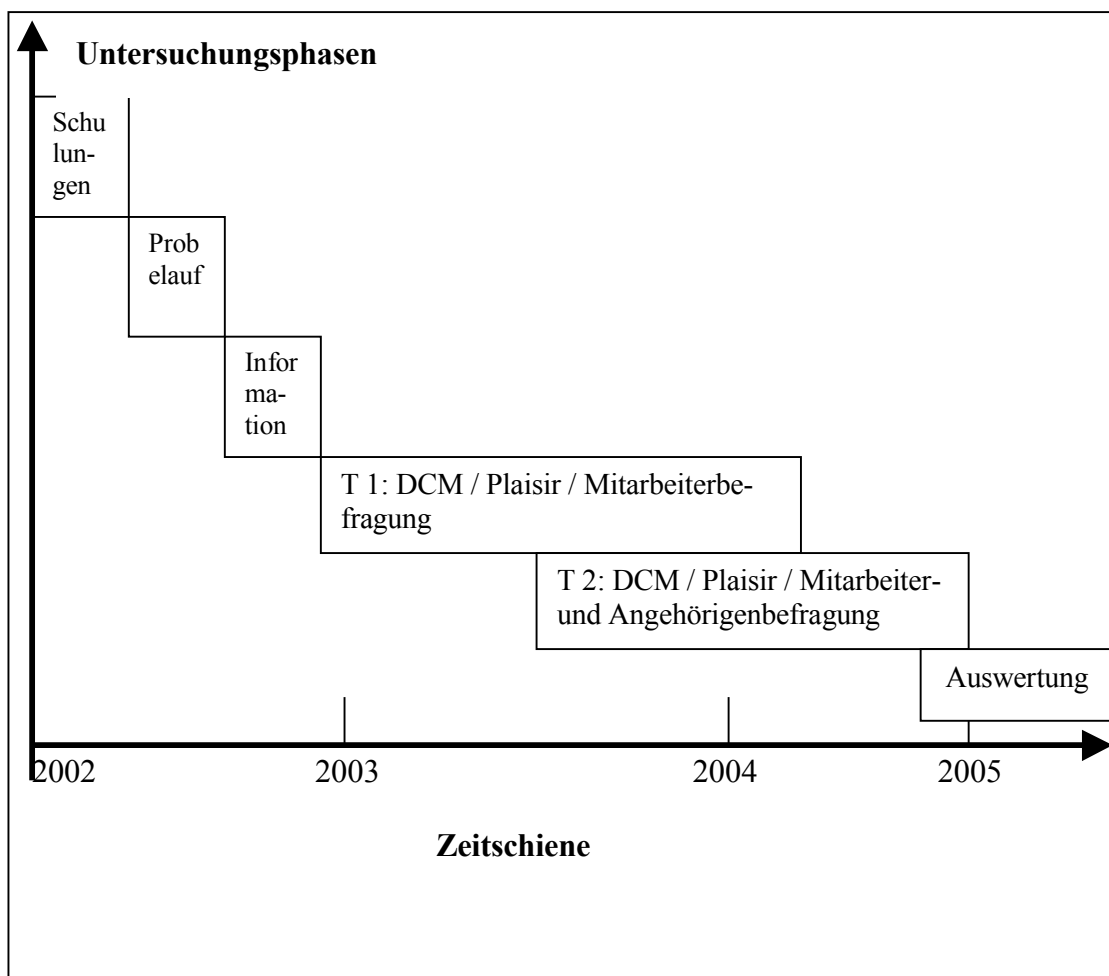 Untersuchungsphasen
Schu
lun-
gen
Prob
elauf
Infor
ma-
tion
T 1: DCM / Plaisir / Mitarbeiterbe-
fragung
T 2: DCM / Plaisir / Mitarbeiter-
und Angehörigenbefragung
Auswertung
2002
2003
2004
2005
Zeitschiene